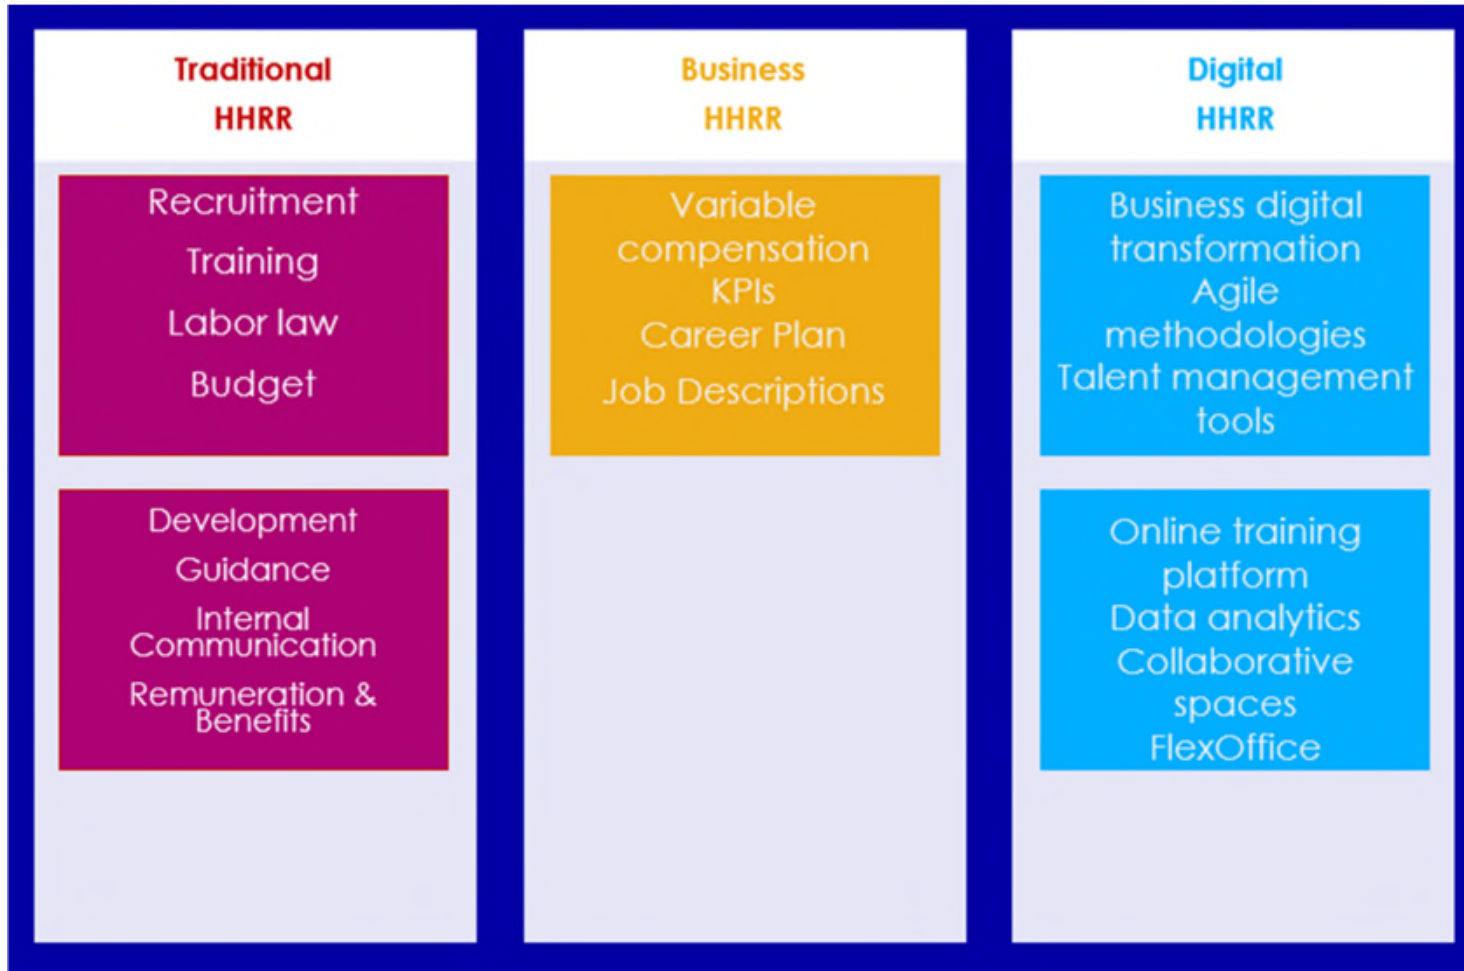 Traditional
HHRR
Recruitment
Training
Labor law
Budget
Development
Guidance
Internal
Communication
Remuneration &
Benefits
Business
HHRR
Variable
compensation
KPIs
Career Plan
Job Descriptions
Digital
HHRR
Business digital
transformation
Agile
methodologies
Talent management
tools
Online training
platform
Data analytics
Collaborative
spaces
FlexOffice